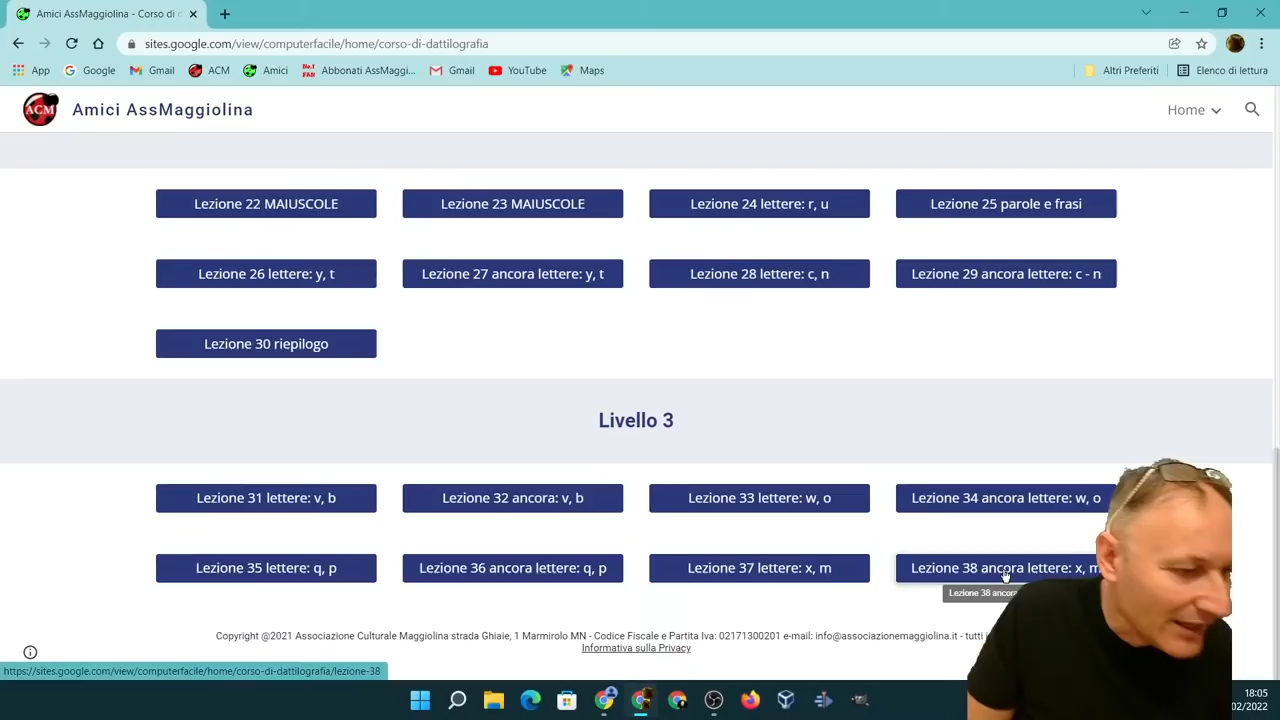 Amici AssMaggiolina - Corso di d
sites.google.com/view/computerfacile/home/corso-di-dattilografia
App Google Gmail ACM Amici No.1 FAN Abbonati AssMaggi... Gmail YouTube Maps Altri Preferiti Elenco di lettura
ACM Amici AssMaggiolina Home
Lezione 22 MAIUSCOLE Lezione 23 MAIUSCOLE Lezione 24 lettere: r, u Lezione 25 parole e frasi
Lezione 26 lettere: y, t Lezione 27 ancora lettere: y, t Lezione 28 lettere: c, n Lezione 29 ancora lettere: c - n
Lezione 30 riepilogo
Livello 3
Lezione 31 lettere: v, b Lezione 32 ancora: v, b Lezione 33 lettere: w, o Lezione 34 ancora lettere: w, o
Lezione 35 lettere: q, p Lezione 36 ancora lettere: q, p Lezione 37 lettere: x, m Lezione 38 ancora lettere: x, m
Lezione 38 ancora
Copyright @2021 Associazione Culturale Maggiolina strada Ghiaie, 1 Marmirolo MN - Codice Fiscale e Partita Iva: 02171300201 e-mail: info@associazionemaggiolina.it - tutti i
Informativa sulla Privacy
https://sites.google.com/view/computerfacile/home/corso-di-dattilografia/lezione-38
18:05
02/2022